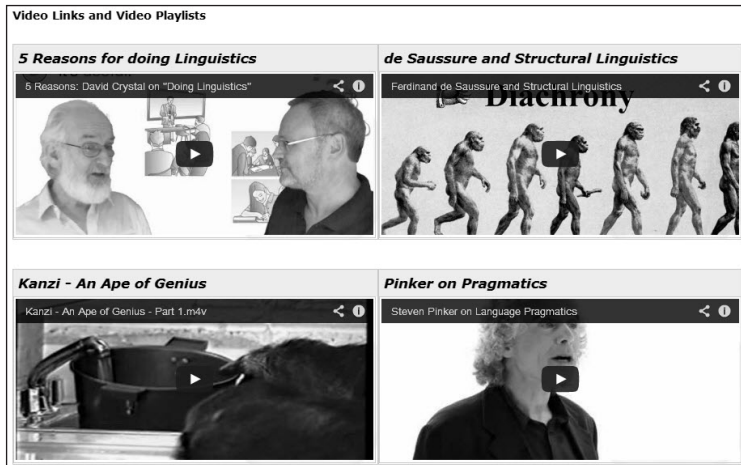 Video Links and Video Playlists
5 Reasons for doing Linguistics
de Saussure and Structural Linguistics
5 Reasons: David Crystal on "Doing Linguistics"
Ferdinand de Saussure and Structural Linguistics
Diachrony
Kanzi - An Ape of Genius
Pinker on Pragmatics
Kanzi - An Ape of Genius - Part 1.m4v
Steven Pinker on Language Pragmatics